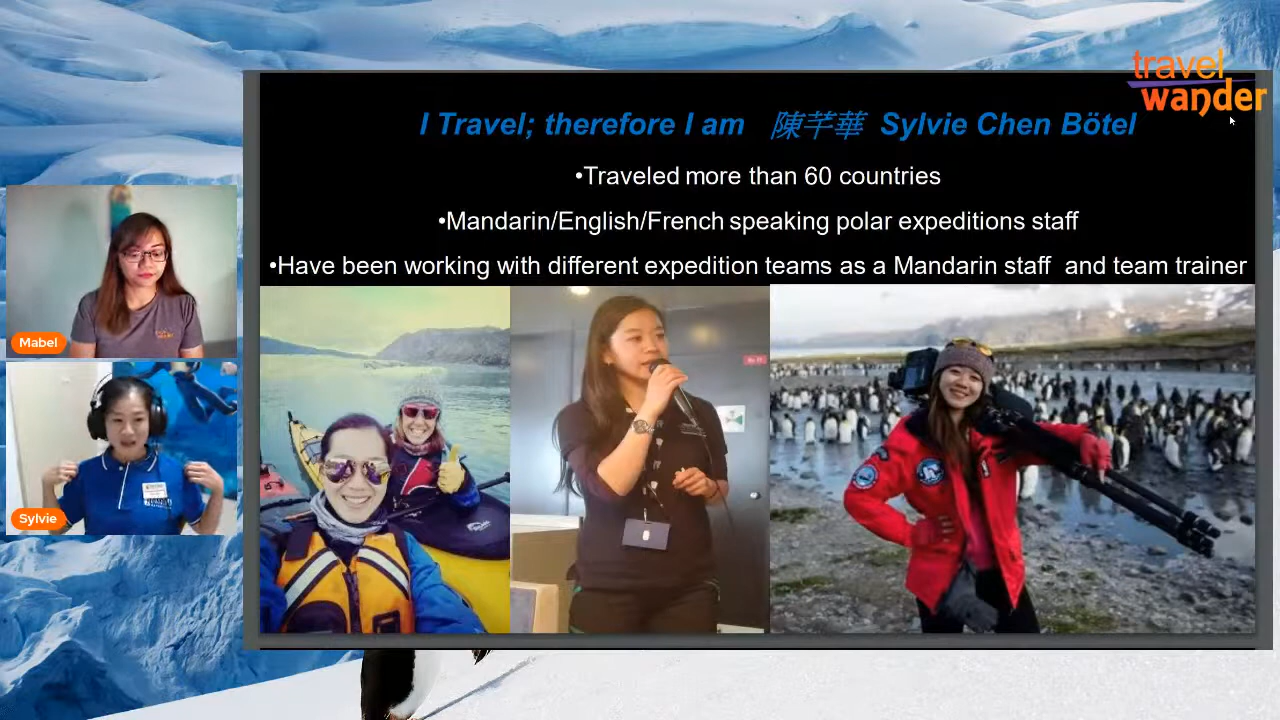 travel
wander
I Travel; therefore I am 陳芊華 Sylvie Chen Bötel
•Traveled more than 60 countries
•Mandarin/English/French speaking polar expeditions staff
•Have been working with different expedition teams as a Mandarin staff and team trainer
Mabel
Sylvie